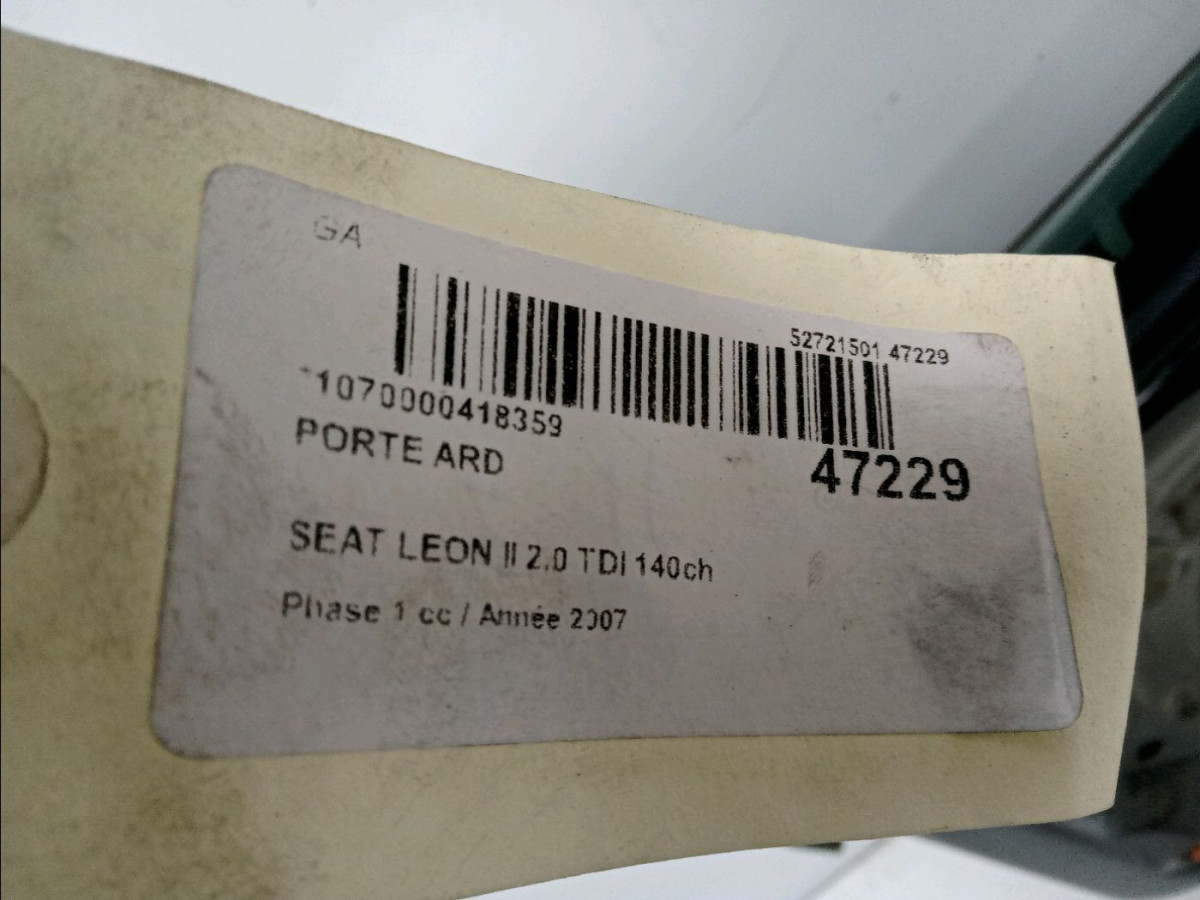 GA
52721501 47229
*1070000418359
PORTE ARD
47229
SEAT LEON II 2.0 TDI 140ch
Phase 1 cc / Année 2007